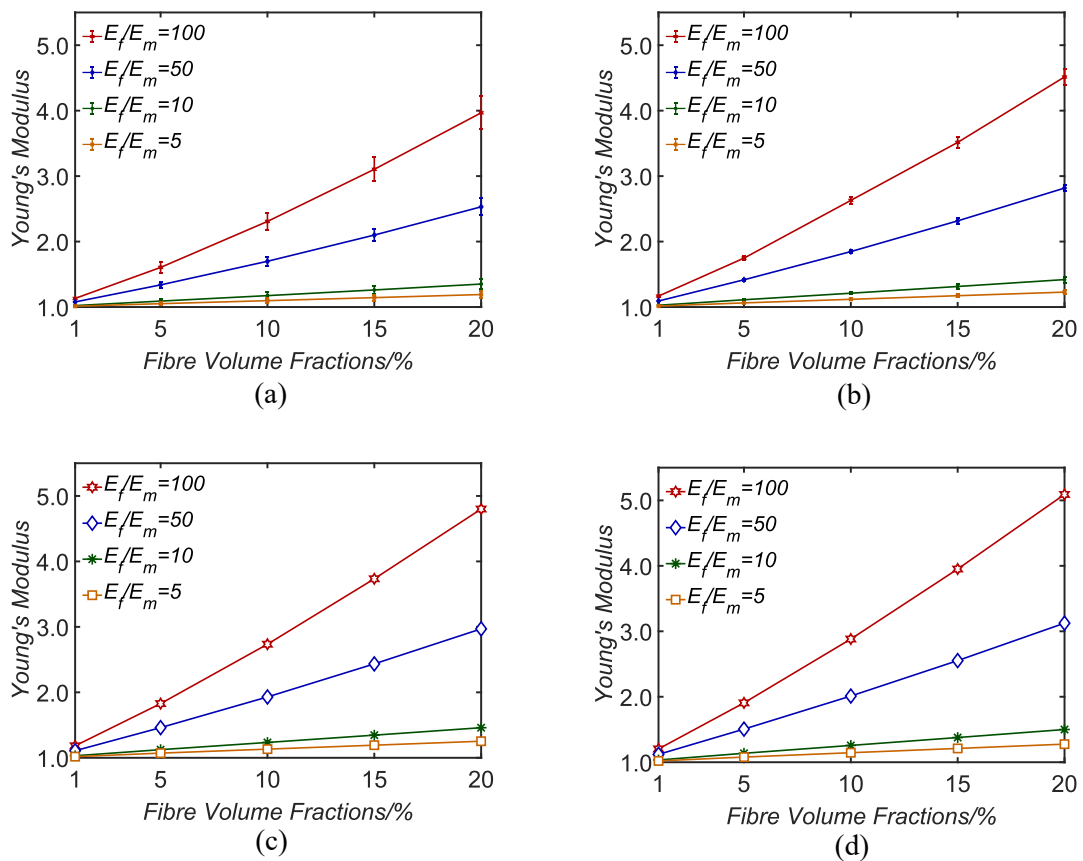 5.0
4.0
3.0
2.0
1.0
Young's Modulus
E_f/E_m=100
E_f/E_m=50
E_f/E_m=10
E_f/E_m=5
1 5 10 15 20
Fibre Volume Fractions/%
(a)
5.0
4.0
3.0
2.0
1.0
Young's Modulus
E_f/E_m=100
E_f/E_m=50
E_f/E_m=10
E_f/E_m=5
1 5 10 15 20
Fibre Volume Fractions/%
(b)
5.0
4.0
3.0
2.0
1.0
Young's Modulus
E_f/E_m=100
E_f/E_m=50
E_f/E_m=10
E_f/E_m=5
1 5 10 15 20
Fibre Volume Fractions/%
(c)
5.0
4.0
3.0
2.0
1.0
Young's Modulus
E_f/E_m=100
E_f/E_m=50
E_f/E_m=10
E_f/E_m=5
1 5 10 15 20
Fibre Volume Fractions/%
(d)